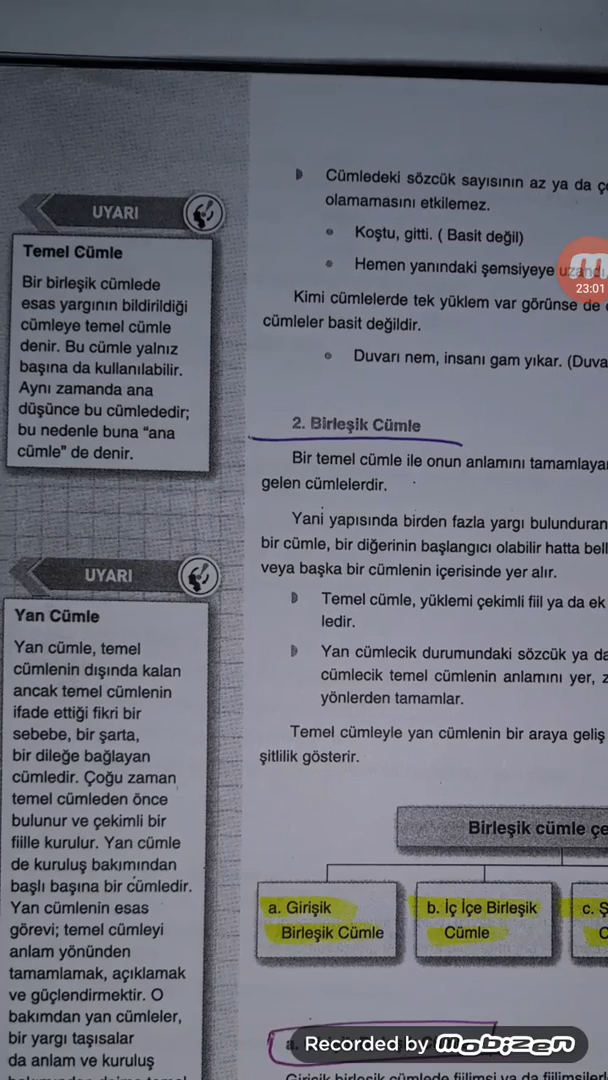 UYARI
Temel Cümle
Bir birleşik cümlede
esas yargının bildirildiği
cümleye temel cümle
denir. Bu cümle yalnız
başına da kullanılabilir.
Aynı zamanda ana
düşünce bu cümlededir;
bu nedenle buna “ana
cümle” de denir.
UYARI
Yan Cümle
Yan cümle, temel
cümlenin dışında kalan
ancak temel cümlenin
ifade ettiği fikri bir
sebebe, bir şarta,
bir dileğe bağlayan
cümledir. Çoğu zaman
temel cümleden önce
bulunur ve çekimli bir
fiille kurulur. Yan cümle
de kuruluş bakımından
başlı başına bir cümledir.
Yan cümlenin esas
görevi; temel cümleyi
anlam yönünden
tamamlamak, açıklamak
ve güçlendirmektir. O
bakımdan yan cümleler,
bir yargı taşısalar
da anlam ve kuruluş
Cümledeki sözcük sayısının az ya da
olamamasını etkilemez.
Koştu, gitti. ( Basit değil)
Hemen yanındaki şemsiyeye uzandı.
23:01
Kimi cümlelerde tek yüklem var görünse de
cümleler basit değildir.
Duvarı nem, insanı gam yıkar. (Duva
2. Birleşik Cümle
Bir temel cümle ile onun anlamını tamamlaya
gelen cümlelerdir.
Yani yapısında birden fazla yargı bulunduran
bir cümle, bir diğerinin başlangıcı olabilir hatta bell
veya başka bir cümlenin içerisinde yer alır.
Temel cümle, yüklemi çekimli fiil ya da ek
ledir.
Yan cümlecik durumundaki sözcük ya da
cümlecik temel cümlenin anlamını yer, z
yönlerden tamamlar.
Temel cümleyle yan cümlenin bir araya geliş
şitlilik gösterir.
Birleşik cümle çe
a. Girişik
Birleşik Cümle
b. İç İçe Birleşik
Cümle
c. Ş
C
a.
Recorded by Mobizen
Girişik birleşik cümlede fiilimsi ya da fiilimsiler